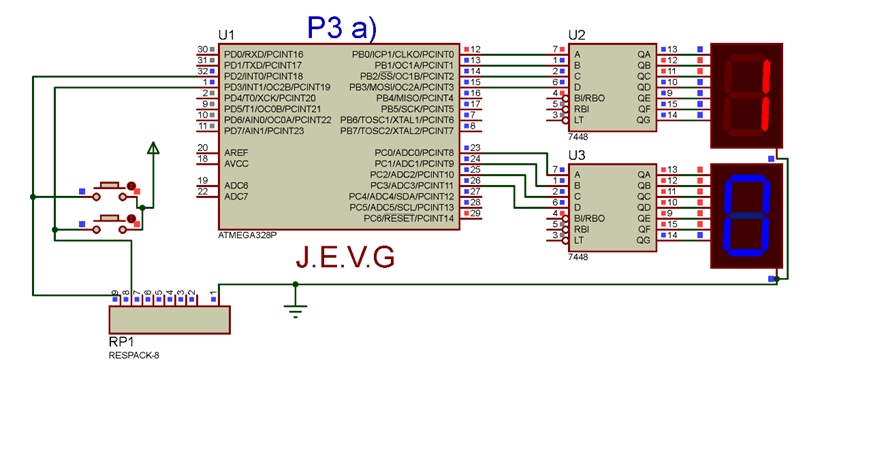 P3 a)
U1
30 PD0/RXD/PCINT16
31 PD1/TXD/PCINT17
32 PD2/INT0/PCINT18
1 PD3/INT1/OC2B/PCINT19
2 PD4/T0/XCK/PCINT20
9 PD5/T1/OC0B/PCINT21
10 PD6/AIN0/OC0A/PCINT22
11 PD7/AIN1/PCINT23
20 AREF
18 AVCC
19 ADC6
22 ADC7
PB0/ICP1/CLKO/PCINT0 12
PB1/OC1A/PCINT1 13
PB2/SS/OC1B/PCINT2 14
PB3/MOSI/OC2A/PCINT3 15
PB4/MISO/PCINT4 16
PB5/SCK/PCINT5 17
PB6/TOSC1/XTAL1/PCINT6 7
PB7/TOSC2/XTAL2/PCINT7 8
PC0/ADC0/PCINT8 23
PC1/ADC1/PCINT9 24
PC2/ADC2/PCINT10 25
PC3/ADC3/PCINT11 26
PC4/ADC4/SDA/PCINT12 27
PC5/ADC5/SCL/PCINT13 28
PC6/RESET/PCINT14 29
ATMEGA328P
U2
7 A QA 13
1 B QB 12
2 C QC 11
6 D QD 10
4 BI/RBO QE 9
5 RBI QF 15
3 LT QG 14
7448
1
U3
7 A QA 13
1 B QB 12
2 C QC 11
6 D QD 10
4 BI/RBO QE 9
5 RBI QF 15
3 LT QG 14
7448
0
J.E.V.G
9 8 7 6 5 4 3 2 1
RP1
RESPACK-8